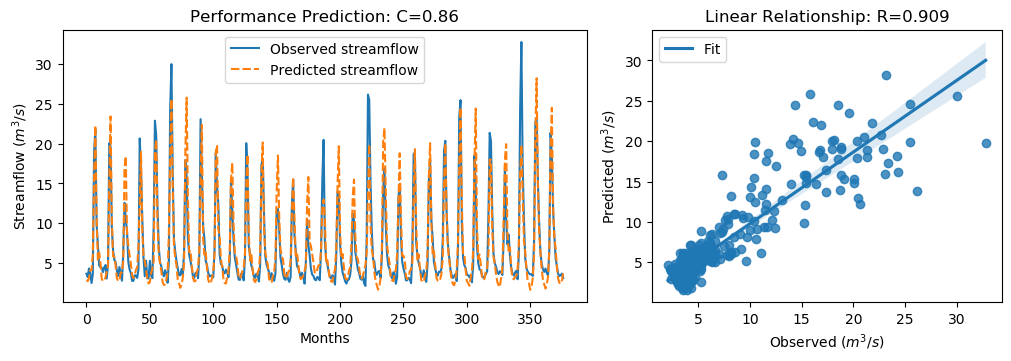 Performance Prediction: C=0.86
Streamflow (m³/s)
30
25
20
15
10
5
Observed streamflow
Predicted streamflow
0
50
100
150
200
250
300
350
Months
Linear Relationship: R=0.909
Predicted (m³/s)
30
25
20
15
10
5
Fit
5
10
15
20
25
30
Observed (m³/s)